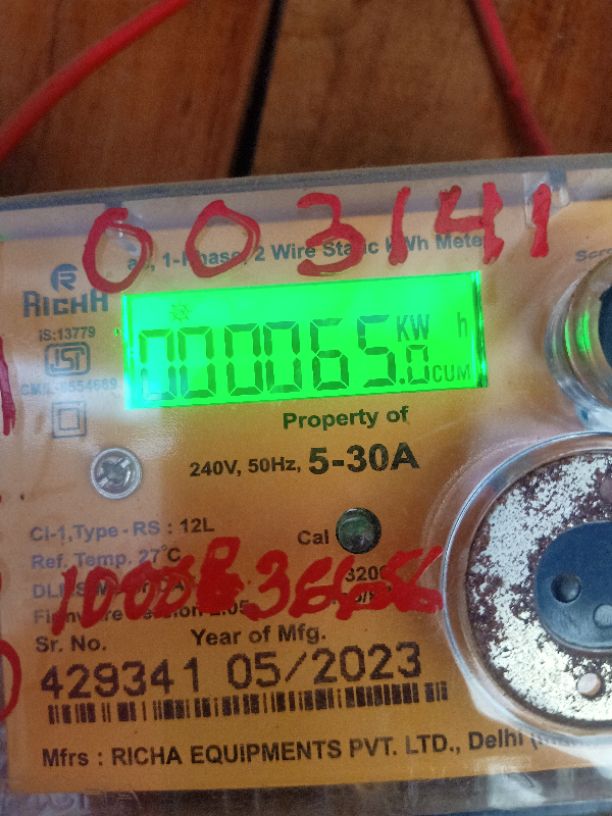 003141
1-Phase, 2 Wire Static kWh Meter
RICHA
IS:13779
000065.0 KW h CUM
Property of
240V, 50Hz, 5-30A
Cl-1,Type - RS : 12L
Cal
Ref. Temp. 27°C
3200
Sr. No. Year of Mfg.
429341 05/2023
Mfrs : RICHA EQUIPMENTS PVT. LTD., Delhi